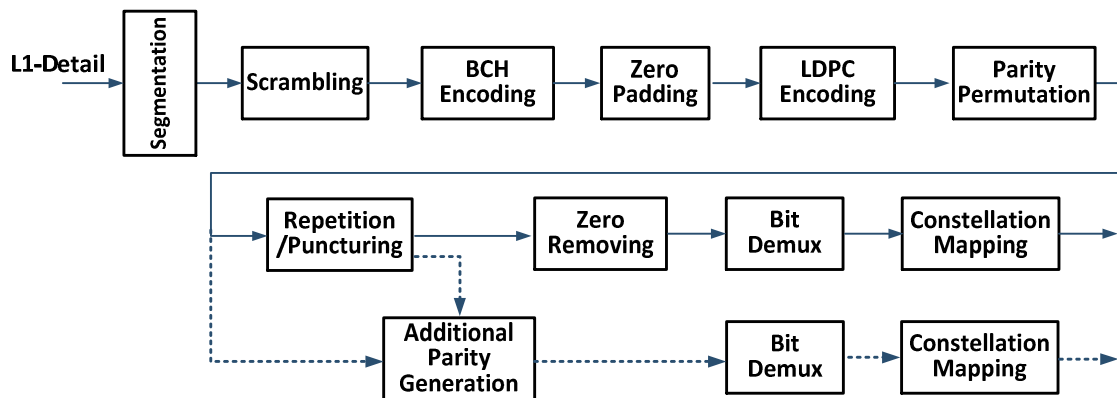 L1-Detail
Segmentation
Scrambling
BCH
Encoding
Zero
Padding
LDPC
Encoding
Parity
Permutation
Repetition
/Puncturing
Zero
Removing
Bit
Demux
Constellation
Mapping
Additional
Parity
Generation
Bit
Demux
Constellation
Mapping